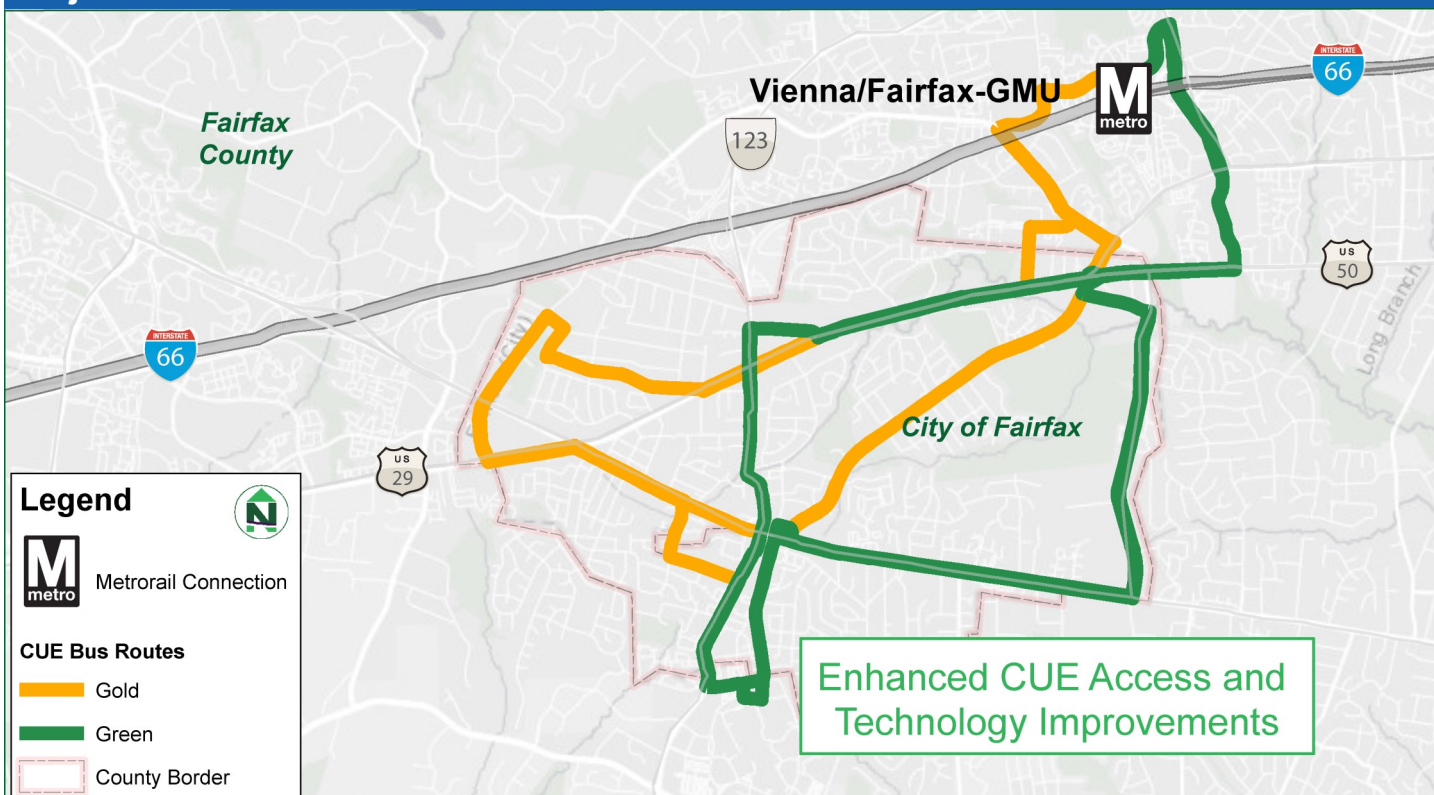 Fairfax
County
Vienna/Fairfax-GMU
M
metro
INTERSTATE
66
123
US
50
Long Branch
INTERSTATE
66
(City)
City of Fairfax
US
29
Legend
N
M
metro
Metrorail Connection
CUE Bus Routes
Gold
Green
County Border
Enhanced CUE Access and
Technology Improvements